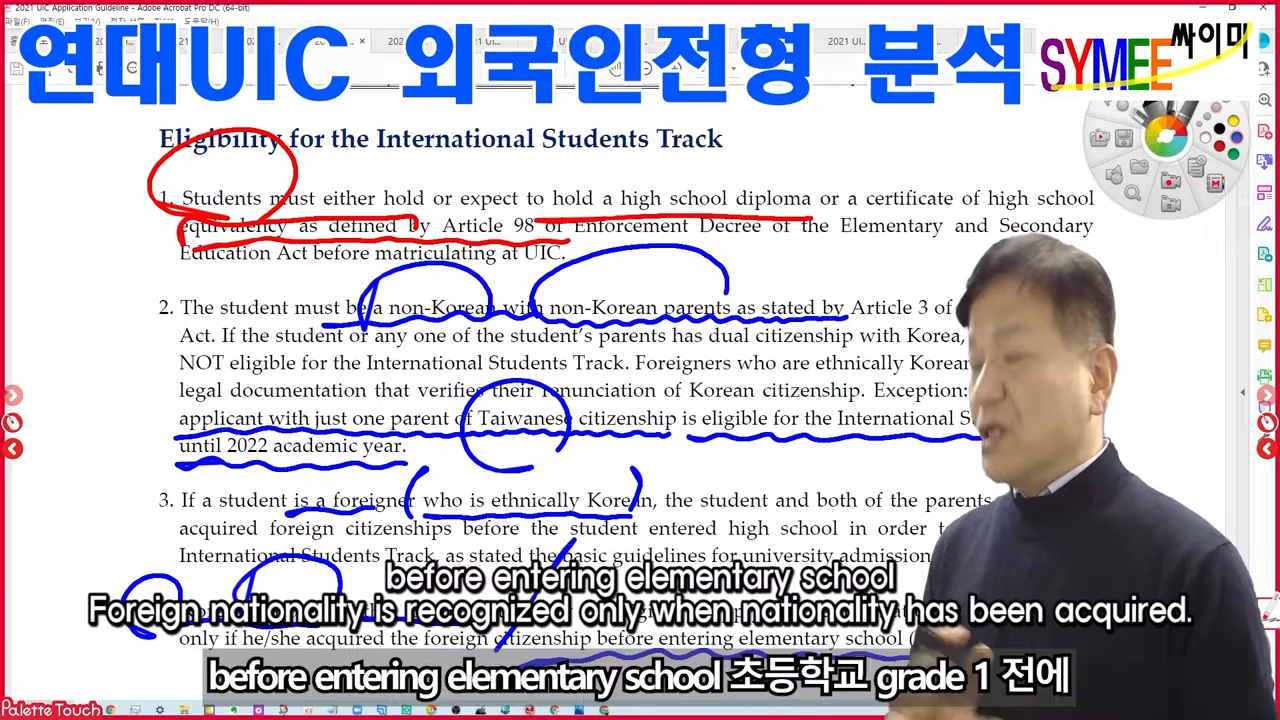 2021 UIC Application Guideline - Adobe Acrobat Pro DC (64-bit)
연대UIC 외국인전형 분석
SYMEE 싸이미
Eligibility for the International Students Track
1. Students must either hold or expect to hold a high school diploma or a certificate of high school
equivalency as defined by Article 98 of Enforcement Decree of the Elementary and Secondary
Education Act before matriculating at UIC.
2. The student must be a non-Korean with non-Korean parents as stated by Article 3 of
Act. If the student or any one of the student's parents has dual citizenship with Korea,
NOT eligible for the International Students Track. Foreigners who are ethnically Korean
legal documentation that verifies their renunciation of Korean citizenship. Exception:
applicant with just one parent of Taiwanese citizenship is eligible for the International
until 2022 academic year.
3. If a student is a foreigner who is ethnically Korean, the student and both of the parents
acquired foreign citizenships before the student entered high school in order to
International Students Track, as stated the basic guidelines for university admission
before entering elementary school
Foreign nationality is recognized only when nationality has been acquired.
only if he/she acquired the foreign citizenship before entering elementary school (
before entering elementary school 초등학교 grade 1 전에
Palette Touch